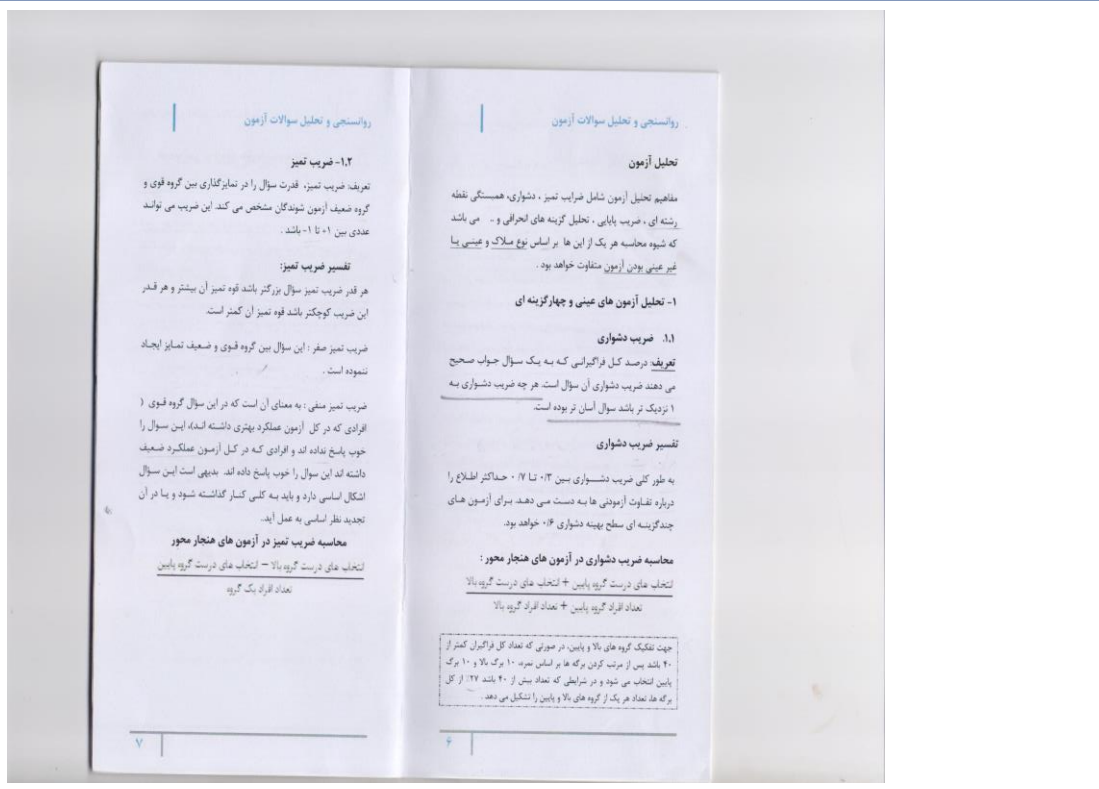 روانسنجی و تحلیل سوالات آزمون
تحلیل آزمون
مفاهیم تحلیل آزمون شامل ضرایب تمیز ، دشواری، همبستگی نقطه
رشته ای ، ضریب پایایی ، تحلیل گزینه های انحرافی و .. می باشد
که شیوه محاسبه هر یک از این ها بر اساس نوع ملاک و عینی یا
غیر عینی بودن آزمون متفاوت خواهد بود .
۱- تحلیل آزمون های عینی و چهارگزینه ای
۱.۱. ضریب دشواری
تعریف: درصد کل فراگیرانی که به یک سؤال جواب صحیح
می دهند ضریب دشواری آن سؤال است. هر چه ضریب دشواری به
۱ نزدیک تر باشد سوال آسان تر بوده است.
تفسیر ضریب دشواری
به طور کلی ضریب دشواری بین ۰/۳ تا ۰/۷ حداکثر اطلاع را
درباره تفاوت آزمودنی ها به دست می دهد. برای آزمون های
چندگزینه ای سطح بهینه دشواری ۰/۶ خواهد بود.
محاسبه ضریب دشواری در آزمون های هنجار محور :
انتخاب های درست گروه پایین + انتخاب های درست گروه بالا
تعداد افراد گروه پایین + تعداد افراد گروه بالا
جهت تفکیک گروه های بالا و پایین، در صورتی که تعداد کل فراگیران کمتر از
۴۰ باشد پس از مرتب کردن برگه ها بر اساس نمره، ۱۰ برگ بالا و ۱۰ برگ
پایین انتخاب می شود و در شرایطی که تعداد بیش از ۴۰ باشد ۲۷٪ از کل
برگه ها، تعداد هر یک از گروه های بالا و پایین را تشکیل می دهد .
۶
روانسنجی و تحلیل سوالات آزمون
۱.۲- ضریب تمیز
تعریف: ضریب تمیز، قدرت سؤال را در تمایزگذاری بین گروه قوی و
گروه ضعیف آزمون شوندگان مشخص می کند. این ضریب می تواند
عددی بین ۱+ تا ۱- باشد .
تفسیر ضریب تمیز:
هر قدر ضریب تمیز سؤال بزرگتر باشد قوه تمیز آن بیشتر و هر قدر
این ضریب کوچکتر باشد قوه تمیز آن کمتر است.
ضریب تمیز صفر : این سؤال بین گروه قوی و ضعیف تمایز ایجاد
ننموده است .
ضریب تمیز منفی : به معنای آن است که در این سؤال گروه قوی (
افرادی که در کل آزمون عملکرد بهتری داشته اند)، این سوال را
خوب پاسخ نداده اند و افرادی که در کل آزمون عملکرد ضعیف
داشته اند این سوال را خوب پاسخ داده اند. بدیهی است این سؤال
اشکال اساسی دارد و باید به کلی کنار گذاشته شود و یا در آن
تجدید نظر اساسی به عمل آید.
محاسبه ضریب تمیز در آزمون های هنجار محور
انتخاب های درست گروه بالا – انتخاب های درست گروه پایین
تعداد افراد یک گروه
۷